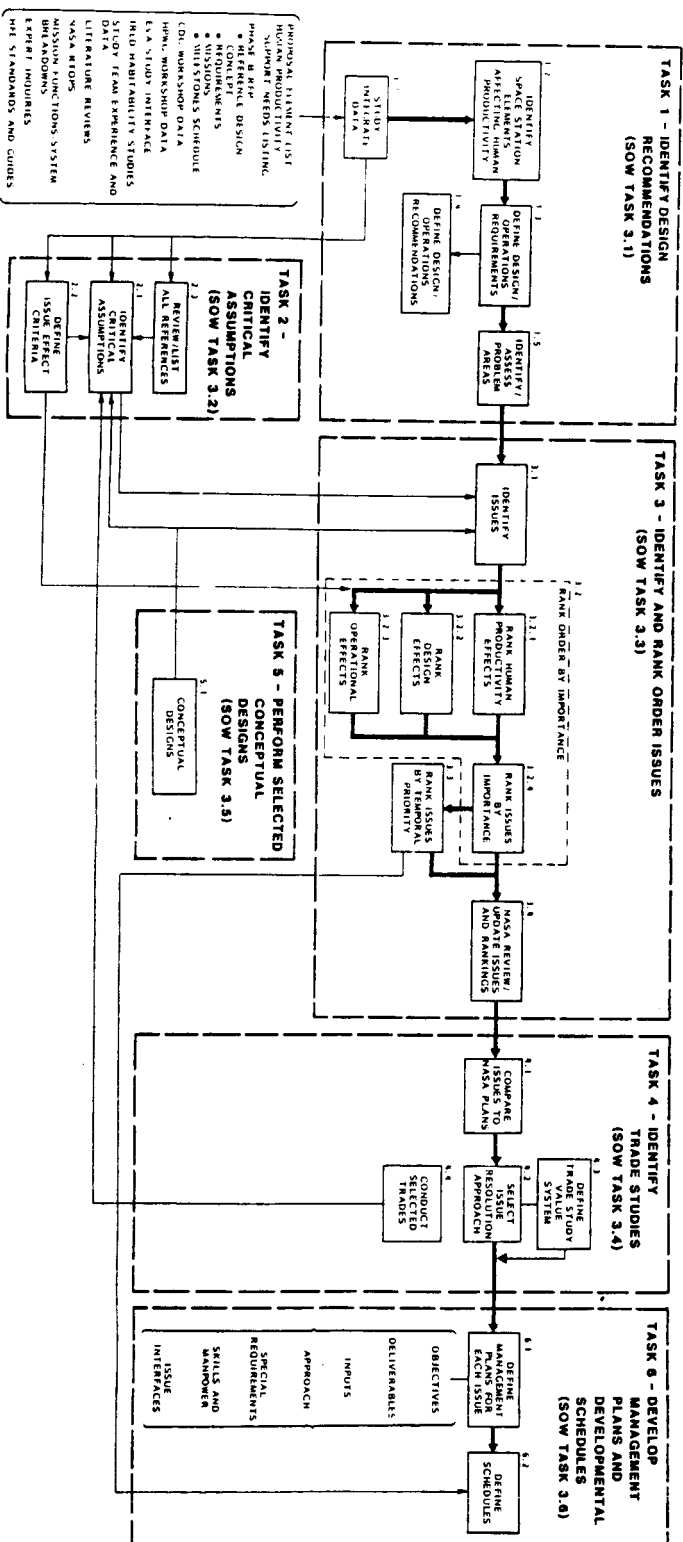 TASK 1 - IDENTIFY DESIGN
RECOMMENDATIONS
(SOW TASK 3.1)
1.2
IDENTIFY
SPACE STATION
ELEMENTS
AFFECTING HUMAN
PRODUCTIVITY
1.3
DEFINE DESIGN/
OPERATIONS
REQUIREMENTS
1.5
IDENTIFY/
ASSESS
PROBLEM
AREAS
STUDY
INTEGRATE
DATA
1.4
DEFINE DESIGN/
OPERATIONS
RECOMMENDATIONS
PROPOSAL ELEMENT LIST
HUMAN PRODUCTIVITY
SUPPORT NEEDS LISTING
PHASE B RFP
• REFERENCE DESIGN
CONCEPT
• REQUIREMENTS
• MISSIONS
• MILESTONES SCHEDULE
CDG WORKSHOP DATA
HPWG WORKSHOP DATA
EVA STUDY INTERFACE
IRLD HABITABILITY STUDIES
STUDY TEAM EXPERIENCE AND
DATA
LITERATURE REVIEWS
NASA RTOPS
MISSION FUNCTIONS-SYSTEM
BREAKDOWNS
EXPERT INQUIRIES
HFE STANDARDS AND GUIDES
TASK 2 -
IDENTIFY
CRITICAL
ASSUMPTIONS
(SOW TASK 3.2)
REVIEW/LIST
ALL REFERENCES
2.1
IDENTIFY
CRITICAL
ASSUMPTIONS
2.2
DEFINE
ISSUE EFFECT
CRITERIA
TASK 3 - IDENTIFY AND RANK ORDER ISSUES
(SOW TASK 3.3)
3.1
IDENTIFY
ISSUES
3.2
RANK ORDER BY IMPORTANCE
3.2.1
RANK HUMAN
PRODUCTIVITY
EFFECTS
3.2.2
RANK
DESIGN
EFFECTS
3.2.3
RANK
OPERATIONAL
EFFECTS
3.2.4
RANK ISSUES
BY
IMPORTANCE
3.3
RANK ISSUES
BY TEMPORAL
PRIORITY
3.4
NASA REVIEW/
UPDATE ISSUES
AND RANKINGS
TASK 5 - PERFORM SELECTED
CONCEPTUAL
DESIGNS
(SOW TASK 3.5)
5.1
CONCEPTUAL
DESIGNS
TASK 4 - IDENTIFY
TRADE STUDIES
(SOW TASK 3.4)
4.1
COMPARE
ISSUES TO
NASA PLANS
4.3
DEFINE
TRADE STUDY
VALUE
SYSTEM
4.2
SELECT
ISSUE
RESOLUTION
APPROACH
4.4
CONDUCT
SELECTED
TRADES
TASK 6 - DEVELOP
MANAGEMENT
PLANS AND
DEVELOPMENTAL
SCHEDULES
(SOW TASK 3.6)
6.1
DEFINE
MANAGEMENT
PLANS FOR
EACH ISSUE
6.2
DEFINE
SCHEDULES
OBJECTIVES
DELIVERABLES
INPUTS
APPROACH
SPECIAL
REQUIREMENTS
SKILLS AND
MANPOWER
ISSUE
INTERFACES